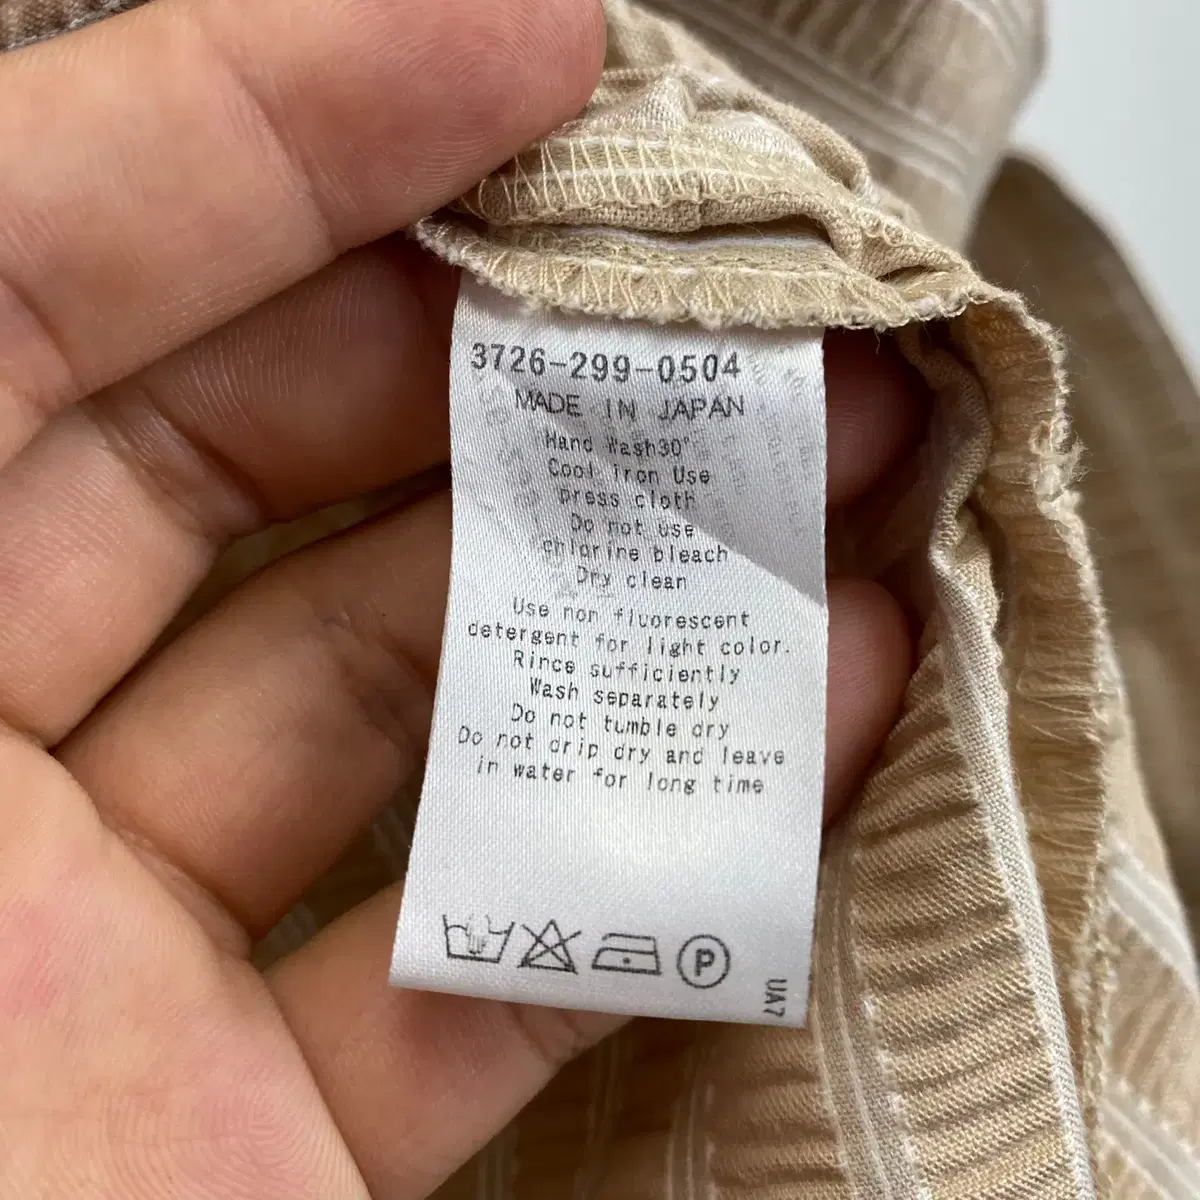 3726-299-0504
MADE IN JAPAN
Hand Wash30°
Cool iron Use
press cloth
Do not use
chlorine bleach
Dry clean
Use non fluorescent
detergent for light color.
Rince sufficiently
Wash separately
Do not tumble dry
Do not drip dry and leave
in water for long time
P
UA7